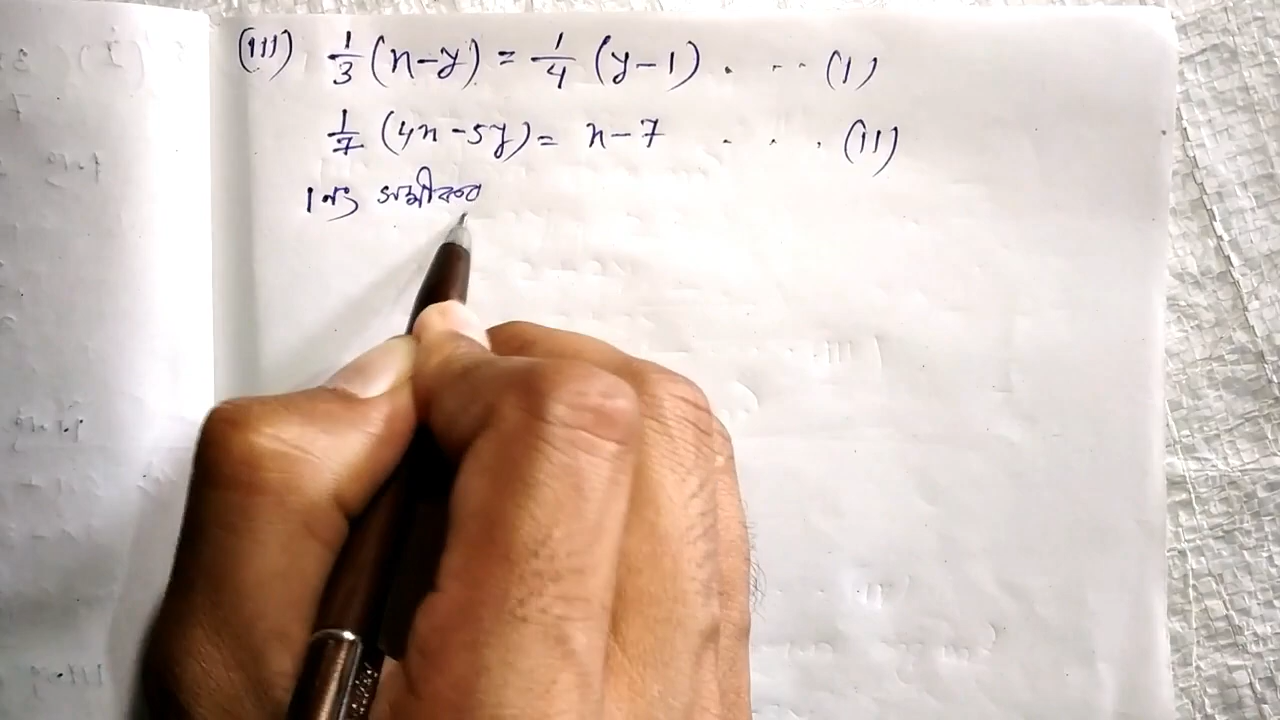 (III) 1/3 (x-y) = 1/4 (y-1) . . . . (I)
1/7 (4x-5y) = x-7 . . . (II)
1নং সমীকরণ